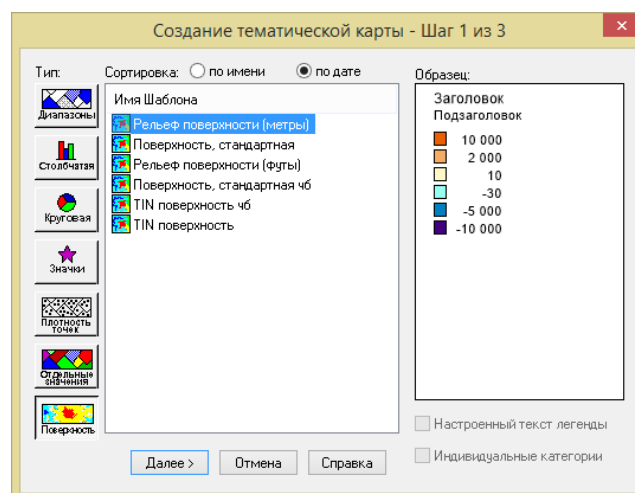 Создание тематической карты - Шаг 1 из 3
Тип:
Сортировка: по имени по дате
Образец:
Диапазоны
Столбчатая
Круговая
Значки
Плотность
точек
Отдельные
значения
Поверхность
Имя Шаблона
Рельеф поверхности (метры)
Поверхность, стандартная
Рельеф поверхности (футы)
Поверхность, стандартная чб
TIN поверхность чб
TIN поверхность
Заголовок
Подзаголовок
10 000
2 000
10
-30
-5 000
-10 000
Настроенный текст легенды
Индивидуальные категории
Далее > Отмена Справка